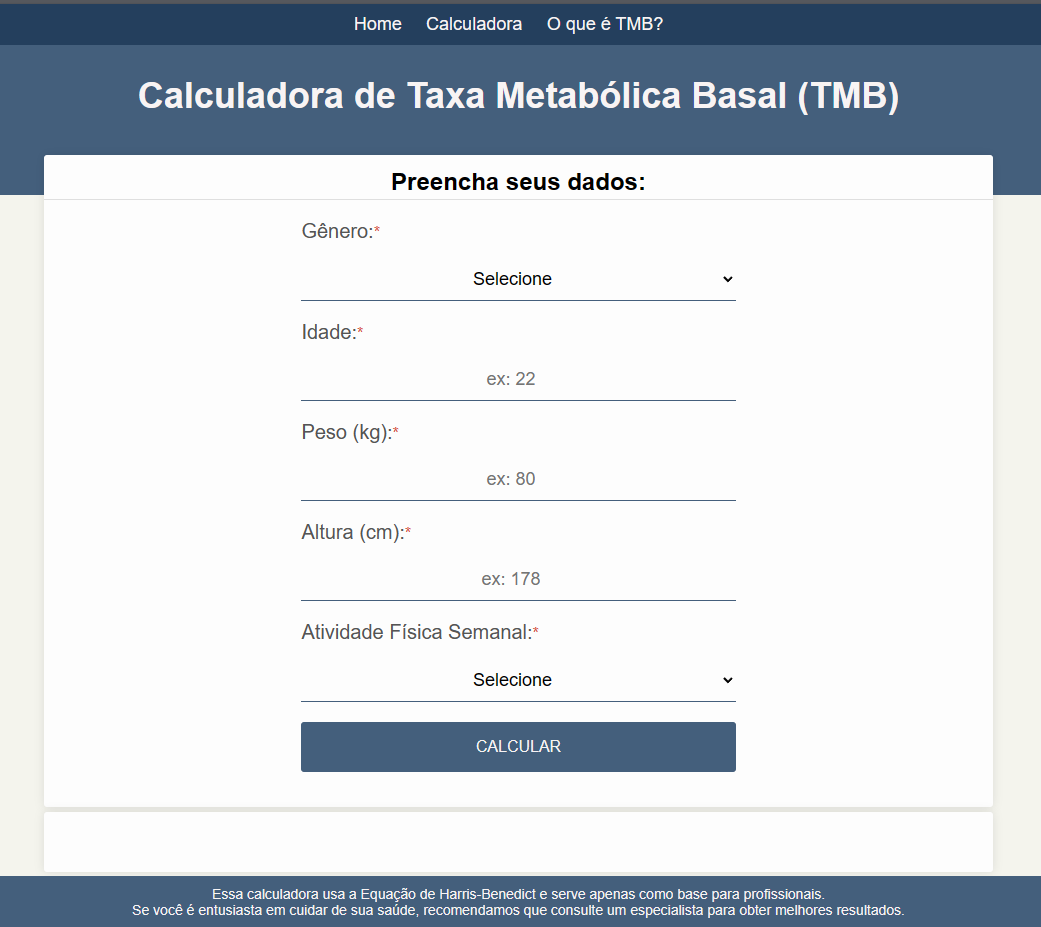 Home Calculadora O que é TMB?
Calculadora de Taxa Metabólica Basal (TMB)
Preencha seus dados:
Gênero:*
Selecione
Idade:*
ex: 22
Peso (kg):*
ex: 80
Altura (cm):*
ex: 178
Atividade Física Semanal:*
Selecione
CALCULAR
Essa calculadora usa a Equação de Harris-Benedict e serve apenas como base para profissionais.
Se você é entusiasta em cuidar de sua saúde, recomendamos que consulte um especialista para obter melhores resultados.